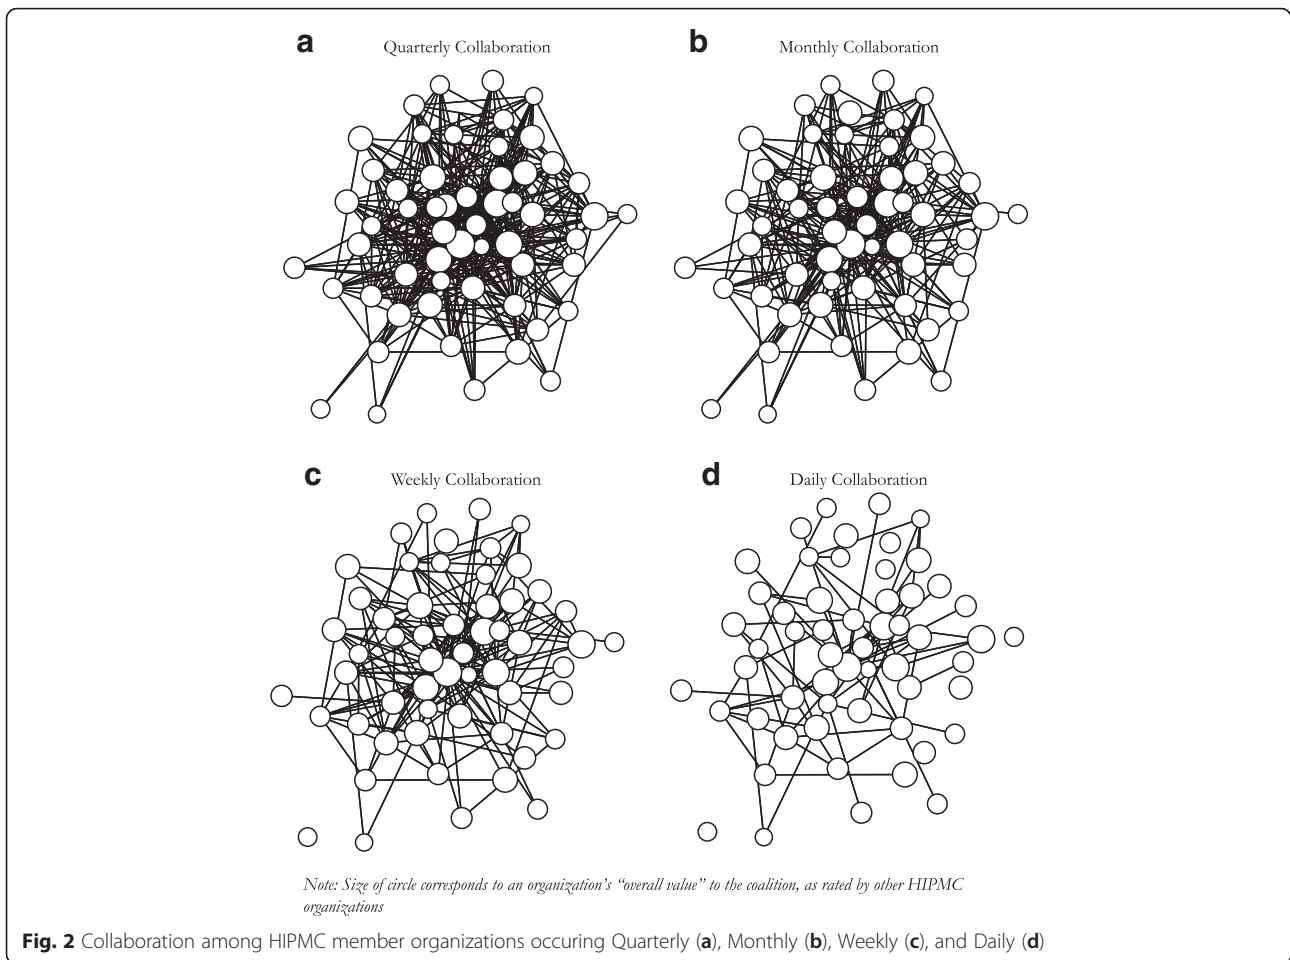 a
Quarterly Collaboration
b
Monthly Collaboration
c
Weekly Collaboration
d
Daily Collaboration
Note: Size of circle corresponds to an organization's “overall value” to the coalition, as rated by other HIPMC
organizations
Fig. 2 Collaboration among HIPMC member organizations occuring Quarterly (a), Monthly (b), Weekly (c), and Daily (d)